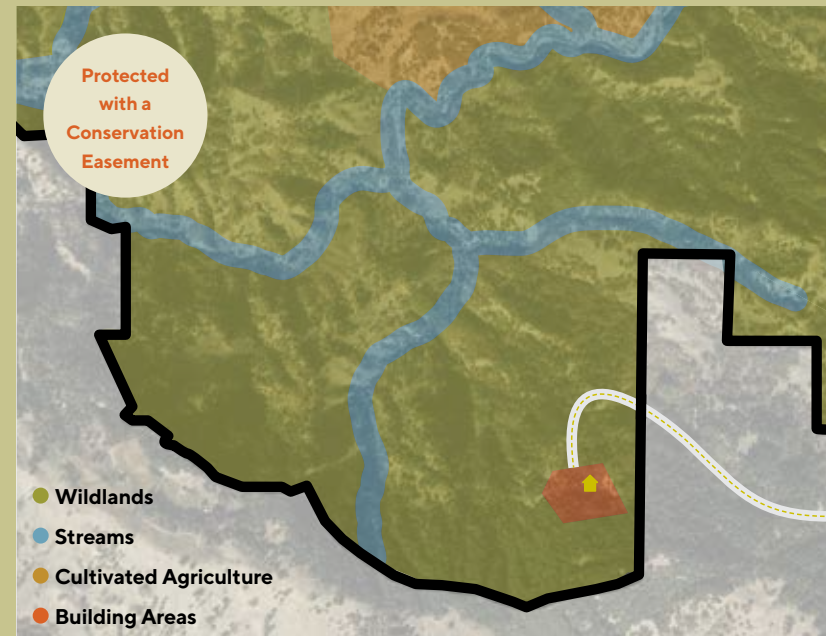 Protected
with a
Conservation
Easement
Wildlands
Streams
Cultivated Agriculture
Building Areas